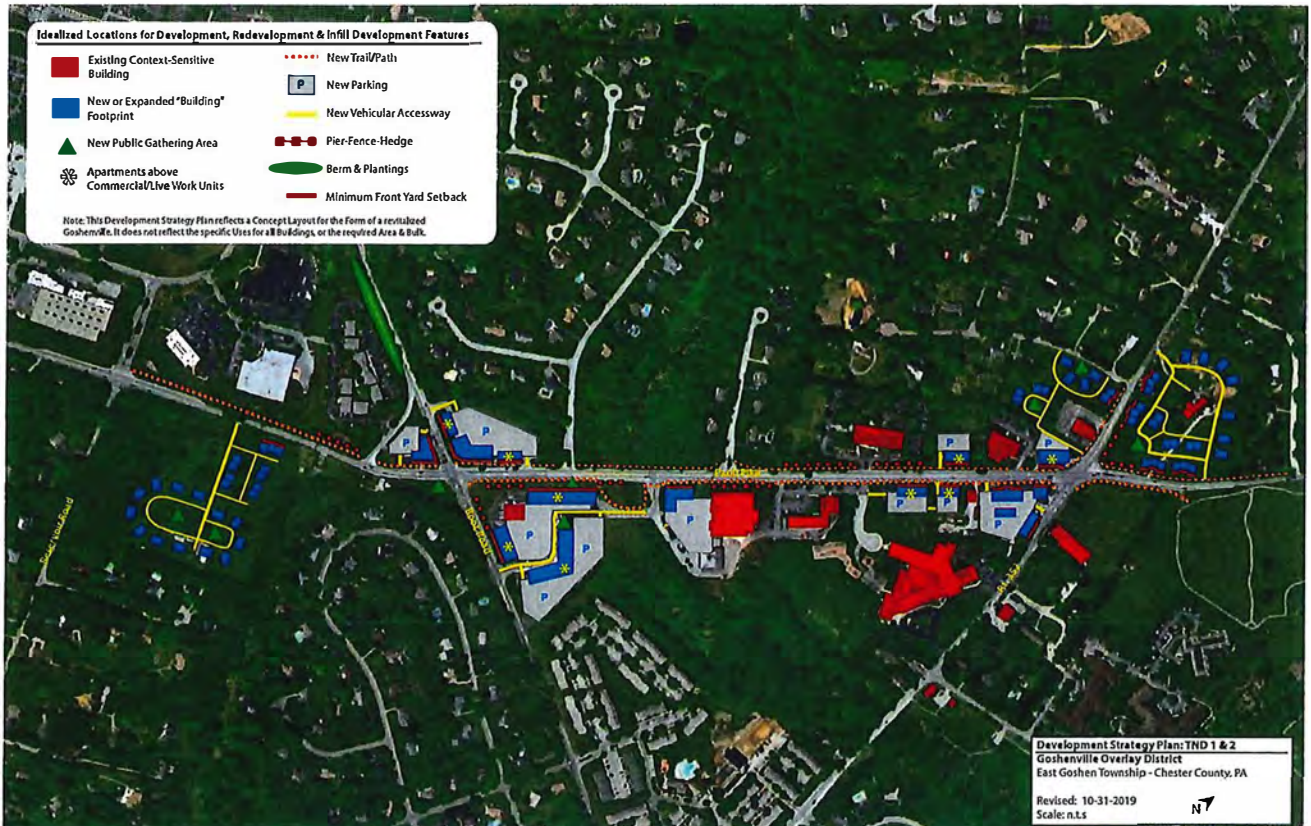 Idealized Locations for Development, Redevelopment & Infill Development Features
Existing Context-Sensitive
Building
New or Expanded "Building"
Footprint
New Public Gathering Area
Apartments above
Commercial/Live Work Units
New Trail/Path
P
New Parking
New Vehicular Accessway
Pier-Fence-Hedge
Berm & Plantings
Minimum Front Yard Setback
Note: This Development Strategy Plan reflects a Concept Layout for the Form of a revitalized
Goshenville. It does not reflect the specific Uses for all Buildings, or the required Area & Bulk.
P
P
P
P
Paoli Pike
Road
P
P
P
P
P
P
P
Development Strategy Plan: TND 1 & 2
Goshenville Overlay District
East Goshen Township - Chester County, PA
Revised: 10-31-2019
Scale: n.t.s
N